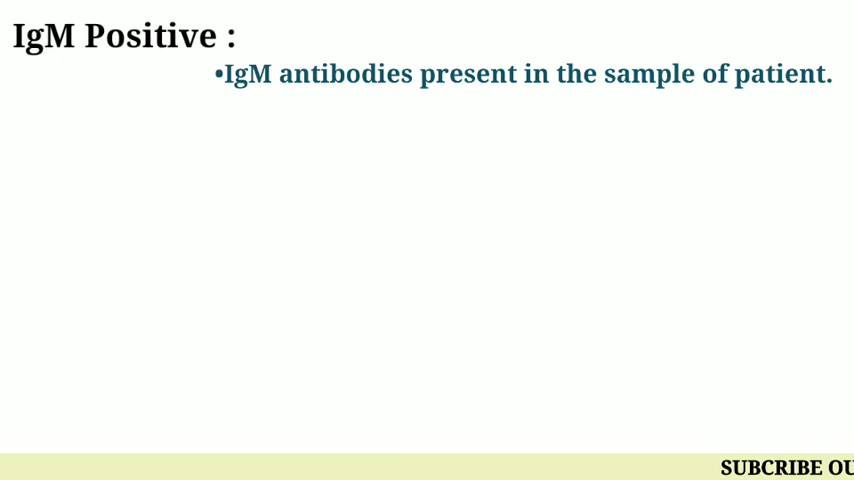 IgM Positive :
•IgM antibodies present in the sample of patient.
SUBCRIBE OU